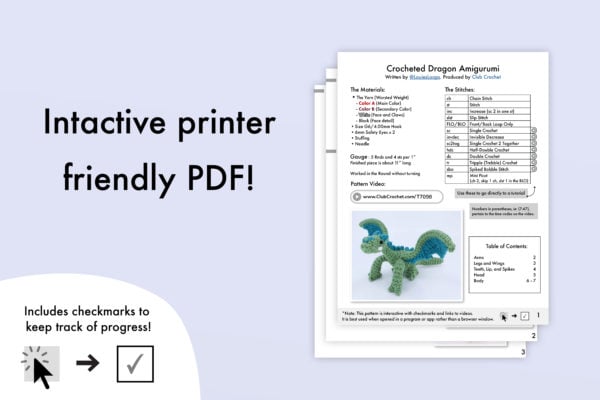 Intactive printer
friendly PDF!
Includes checkmarks to
keep track of progress!
Crocheted Dragon Amigurumi
Written by @LouiesLoops, Produced by Club Crochet
The Materials:
• The Yarn (Worsted Weight)
– Color A (Main Color)
– Color B (Secondary Color)
– White (Face and Claws)
– Black (Face detail)
• Size G6/4.00mm Hook
• 6mm Safety Eyes x 2
• Stuffing
• Needle
Gauge : 5 Rnds and 4 st per 1"
Finished piece is about 11" long
Worked in the Round without turning
Pattern Video:
www.ClubCrochet.com/T7098
The Stitches:
ch Chain Stitch
st Stitch
inc Increase (sc 2 in one st)
slst Slip Stitch
FLO/BLO Front/Back Loop Only
sc Single Crochet
invdec Invisible Decrease
sc2tog Single Crochet 2 Together
hdc Half-Double Crochet
dc Double Crochet
tr Tripple (Trebble) Crochet
dbs Spiked Bobble Stitch
mp Mini Picot
(ch 2, skip 1 ch, slst 1 in the BLO)
Use these to go directly to a tutorial
Numbers in parentheses, ie (7:47),
pertain to the time codes on the video.
Table of Contents:
Arms 2
Legs and Wings 3
Teeth, Lip, and Spikes 4
Head 5
Body 6 - 7
*Note. This pattern is interactive with checkmarks and links to videos.
It is best used when opened in a program or app rather than a browser window.
1
3